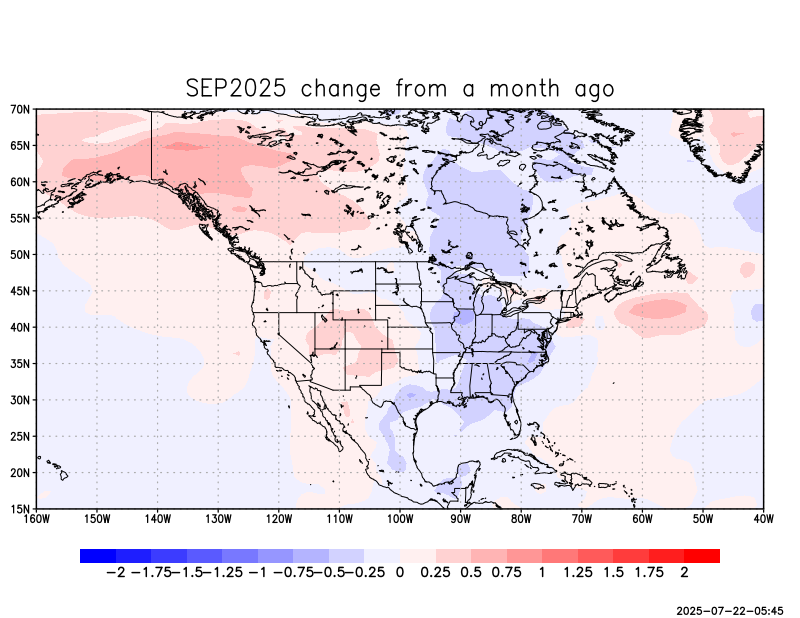 SEP2025 change from a month ago
70N
65N
60N
55N
50N
45N
40N
35N
30N
25N
20N
15N
160W 150W 140W 130W 120W 110W 100W 90W 80W 70W 60W 50W 40W
−2 −1.75 −1.5 −1.25 −1 −0.75 −0.5 −0.25 0 0.25 0.5 0.75 1 1.25 1.5 1.75 2
2025−07−22−05:45